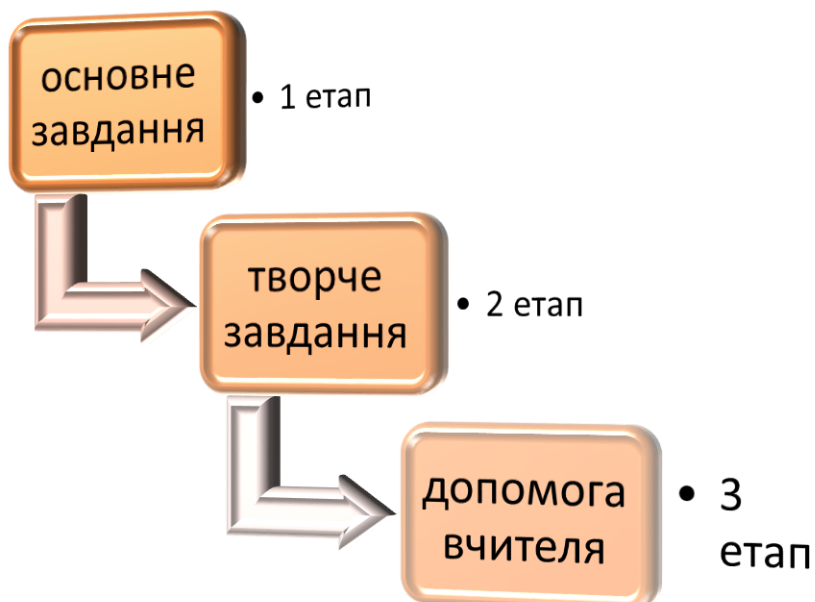 основне
завдання
• 1 етап
творче
завдання
• 2 етап
допомога
вчителя
• 3
етап